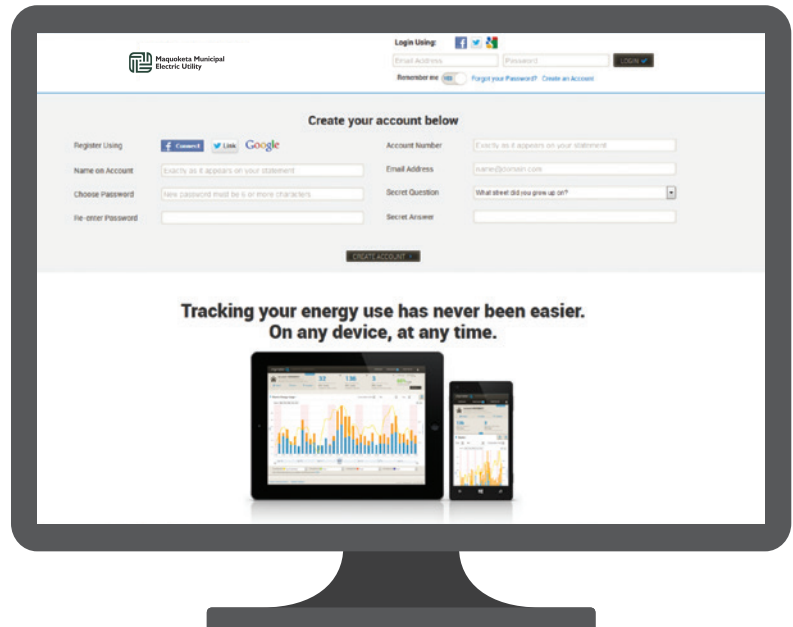 Login Using:
Maquoketa Municipal
Electric Utility
Email Address
Password
LOGIN
Remember me YES Forgot your Password? Create an Account
Create your account below
Register Using Connect Link Google
Account Number Exactly as it appears on your statement
Name on Account Exactly as it appears on your statement
Email Address name@domain.com
Choose Password New password must be 6 or more characters
Secret Question What street did you grow up on?
Re-enter Password
Secret Answer
CREATE ACCOUNT
Tracking your energy use has never been easier.
On any device, at any time.
33 136 5